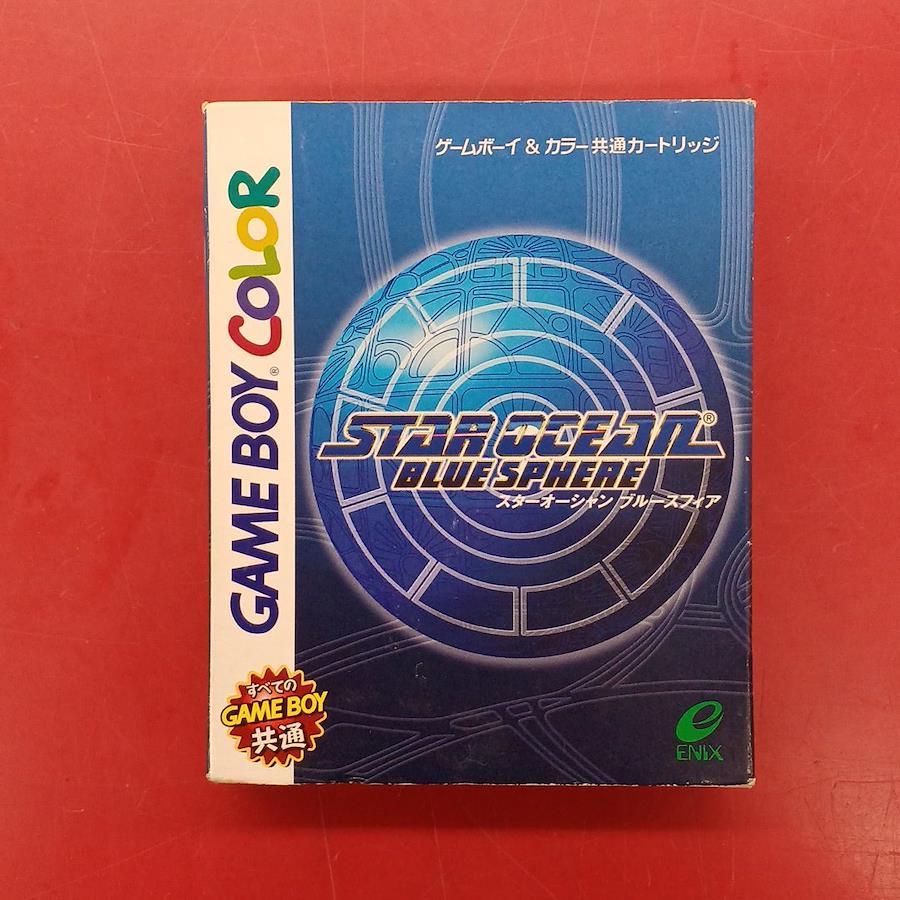 ゲームボーイ & カラー共通カートリッジ
GAME BOY® COLOR
STAR OCEAN®
BLUE SPHERE
スターオーシャン ブルースフィア
すべての
GAME BOY
共通
e
ENIX